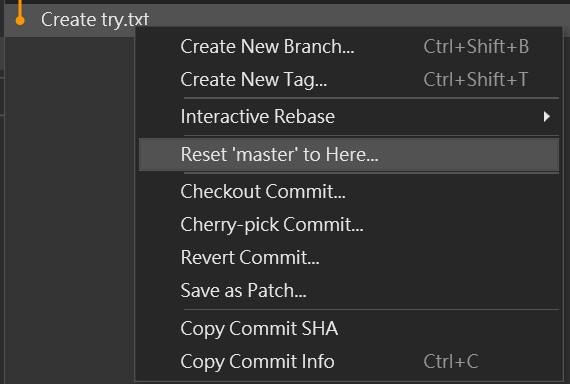 Create try.txt
Create New Branch... Ctrl+Shift+B
Create New Tag... Ctrl+Shift+T
Interactive Rebase
Reset 'master' to Here...
Checkout Commit...
Cherry-pick Commit...
Revert Commit...
Save as Patch...
Copy Commit SHA
Copy Commit Info Ctrl+C